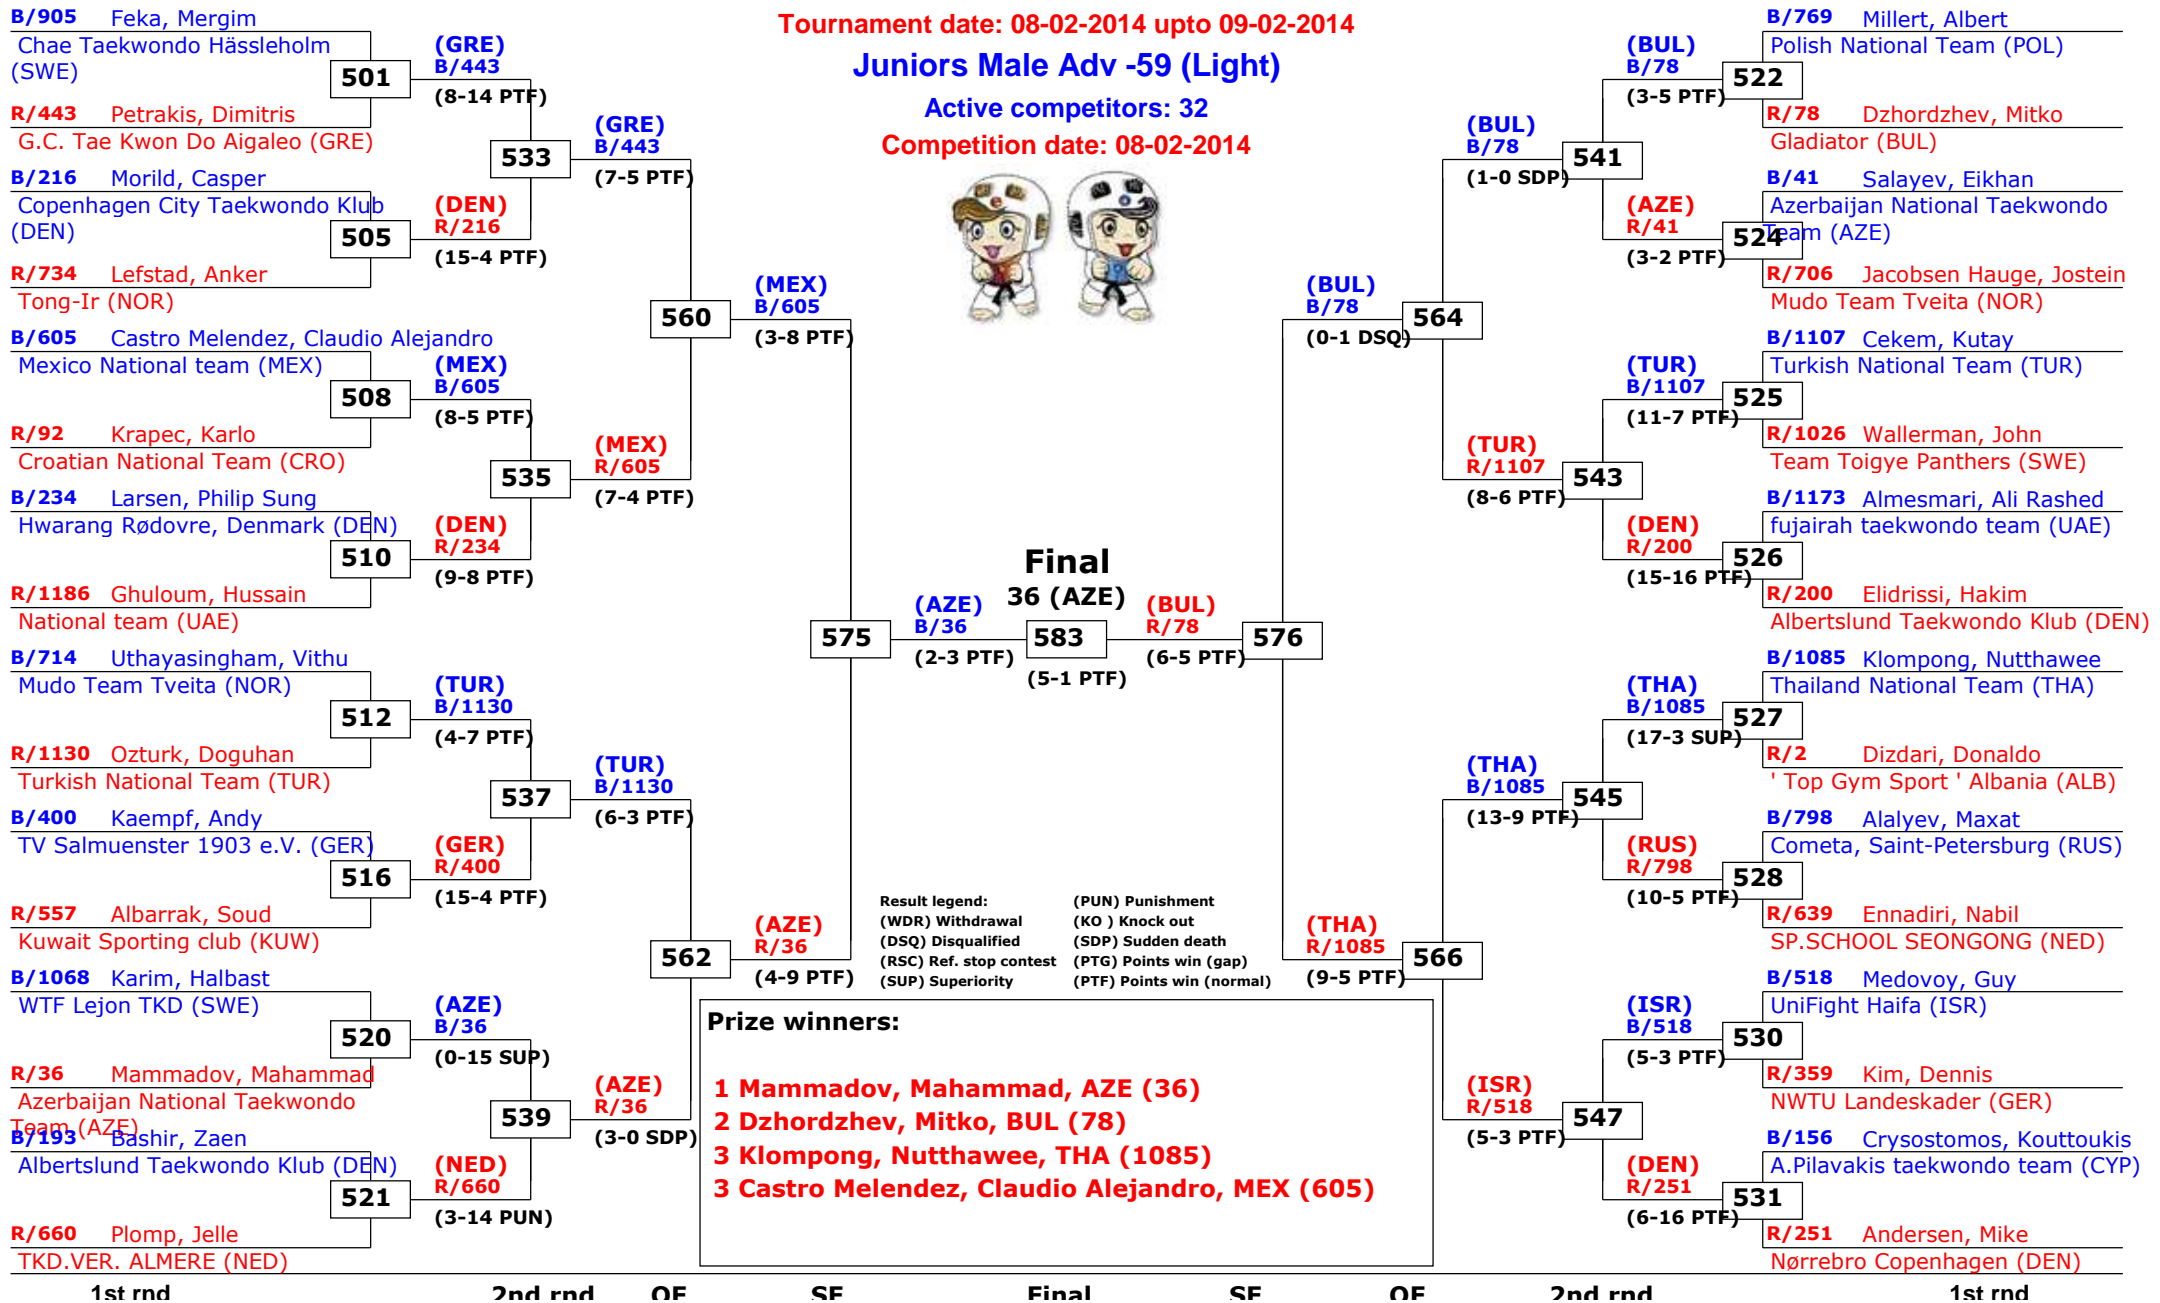 Tournament date: 08-02-2014 upto 09-02-2014
Juniors Male Adv -59 (Light)
Active competitors: 32
Competition date: 08-02-2014
B/905 Feka, Mergim
Chae Taekwondo Hässleholm
(SWE)
501
R/443 Petrakis, Dimitris
G.C. Tae Kwon Do Aigaleo (GRE)
B/216 Morild, Casper
Copenhagen City Taekwondo Klub
(DEN)
505
R/734 Lefstad, Anker
Tong-Ir (NOR)
B/605 Castro Melendez, Claudio Alejandro
Mexico National team (MEX)
508
R/92 Krapec, Karlo
Croatian National Team (CRO)
B/234 Larsen, Philip Sung
Hwarang Rødovre, Denmark (DEN)
510
R/1186 Ghuloum, Hussain
National team (UAE)
B/714 Uthayasingham, Vithu
Mudo Team Tveita (NOR)
512
R/1130 Ozturk, Doguhan
Turkish National Team (TUR)
B/400 Kaempf, Andy
TV Salmuenster 1903 e.V. (GER)
516
R/557 Albarrak, Soud
Kuwait Sporting club (KUW)
B/1068 Karim, Halbast
WTF Lejon TKD (SWE)
520
R/36 Mammadov, Mahammad
Azerbaijan National Taekwondo
Team (AZE)
B/193 Bashir, Zaen
Albertslund Taekwondo Klub (DEN)
521
R/660 Plomp, Jelle
TKD.VER. ALMERE (NED)
(GRE)
B/443
(8-14 PTF)
533
(DEN)
R/216
(15-4 PTF)
(MEX)
B/605
(8-5 PTF)
535
(DEN)
R/234
(9-8 PTF)
(TUR)
B/1130
(4-7 PTF)
537
(GER)
R/400
(15-4 PTF)
(AZE)
B/36
(0-15 SUP)
539
(NED)
R/660
(3-14 PUN)
(GRE)
B/443
(7-5 PTF)
560
(MEX)
R/605
(7-4 PTF)
(TUR)
B/1130
(6-3 PTF)
562
(AZE)
R/36
(3-0 SDP)
(MEX)
B/605
(3-8 PTF)
575
(AZE)
R/36
(4-9 PTF)
(AZE)
B/36
(2-3 PTF)
Final
36 (AZE)
583
(5-1 PTF)
(BUL)
R/78
(6-5 PTF)
576
(BUL)
B/78
(0-1 DSQ)
564
(THA)
R/1085
(9-5 PTF)
566
(BUL)
B/78
(1-0 SDP)
541
(TUR)
R/1107
(8-6 PTF)
543
(THA)
B/1085
(13-9 PTF)
545
(ISR)
R/518
(5-3 PTF)
547
(BUL)
B/78
(3-5 PTF)
(AZE)
R/41
(3-2 PTF)
(TUR)
B/1107
(11-7 PTF)
(DEN)
R/200
(15-16 PTF)
(THA)
B/1085
(17-3 SUP)
(RUS)
R/798
(10-5 PTF)
(ISR)
B/518
(5-3 PTF)
(DEN)
R/251
(6-16 PTF)
B/769 Millert, Albert
Polish National Team (POL)
522
R/78 Dzhordzhev, Mitko
Gladiator (BUL)
B/41 Salayev, Eikhan
Azerbaijan National Taekwondo
Team (AZE)
524
R/706 Jacobsen Hauge, Jostein
Mudo Team Tveita (NOR)
B/1107 Cekem, Kutay
Turkish National Team (TUR)
525
R/1026 Wallerman, John
Team Toigye Panthers (SWE)
B/1173 Almesmari, Ali Rashed
fujairah taekwondo team (UAE)
526
R/200 Elidrissi, Hakim
Albertslund Taekwondo Klub (DEN)
B/1085 Klompong, Nutthawee
Thailand National Team (THA)
527
R/2 Dizdari, Donaldo
' Top Gym Sport ' Albania (ALB)
B/798 Alalyev, Maxat
Cometa, Saint-Petersburg (RUS)
528
R/639 Ennadiri, Nabil
SP.SCHOOL SEONGONG (NED)
B/518 Medovoy, Guy
UniFight Haifa (ISR)
530
R/359 Kim, Dennis
NWTU Landeskader (GER)
B/156 Crysostomos, Kouttoukis
A.Pilavakis taekwondo team (CYP)
531
R/251 Andersen, Mike
Nørrebro Copenhagen (DEN)
Result legend: (PUN) Punishment
(WDR) Withdrawal (KO ) Knock out
(DSQ) Disqualified (SDP) Sudden death
(RSC) Ref. stop contest (PTG) Points win (gap)
(SUP) Superiority (PTF) Points win (normal)
Prize winners:
1 Mammadov, Mahammad, AZE (36)
2 Dzhordzhev, Mitko, BUL (78)
3 Klompong, Nutthawee, THA (1085)
3 Castro Melendez, Claudio Alejandro, MEX (605)
1st rnd 2nd rnd QF SF Final SF QF 2nd rnd 1st rnd